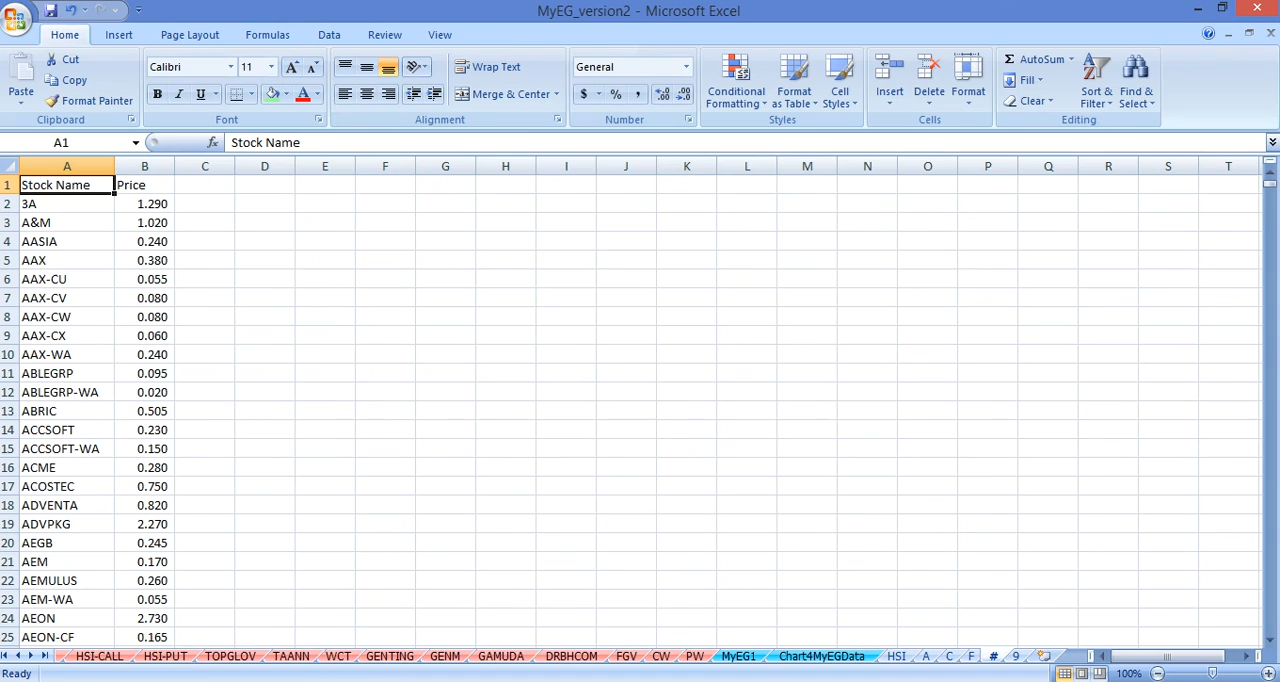 MyEG_version2 - Microsoft Excel
Home Insert Page Layout Formulas Data Review View
Paste Cut Copy Format Painter Clipboard
Calibri 11 A A B I U A Font
Wrap Text Merge & Center Alignment
General $ % , Number
Conditional Formatting Format as Table Cell Styles Styles
Insert Delete Format Cells
Σ AutoSum Fill Clear Sort & Filter Find & Select Editing
A1 fx Stock Name
A B C D E F G H I J K L M N O P Q R S T
1 Stock Name Price
2 3A 1.290
3 A&M 1.020
4 AASIA 0.240
5 AAX 0.380
6 AAX-CU 0.055
7 AAX-CV 0.080
8 AAX-CW 0.080
9 AAX-CX 0.060
10 AAX-WA 0.240
11 ABLEGRP 0.095
12 ABLEGRP-WA 0.020
13 ABRIC 0.505
14 ACCSOFT 0.230
15 ACCSOFT-WA 0.150
16 ACME 0.280
17 ACOSTEC 0.750
18 ADVENTA 0.820
19 ADVPKG 2.270
20 AEGB 0.245
21 AEM 0.170
22 AEMULUS 0.260
23 AEM-WA 0.055
24 AEON 2.730
25 AEON-CF 0.165
HSI-CALL HSI-PUT TOPGLOV TAANN WCT GENTING GENM GAMUDA DRBHCOM FGV CW PW MyEG1 Chart4MyEGData HSI A C F # 9
Ready 100%